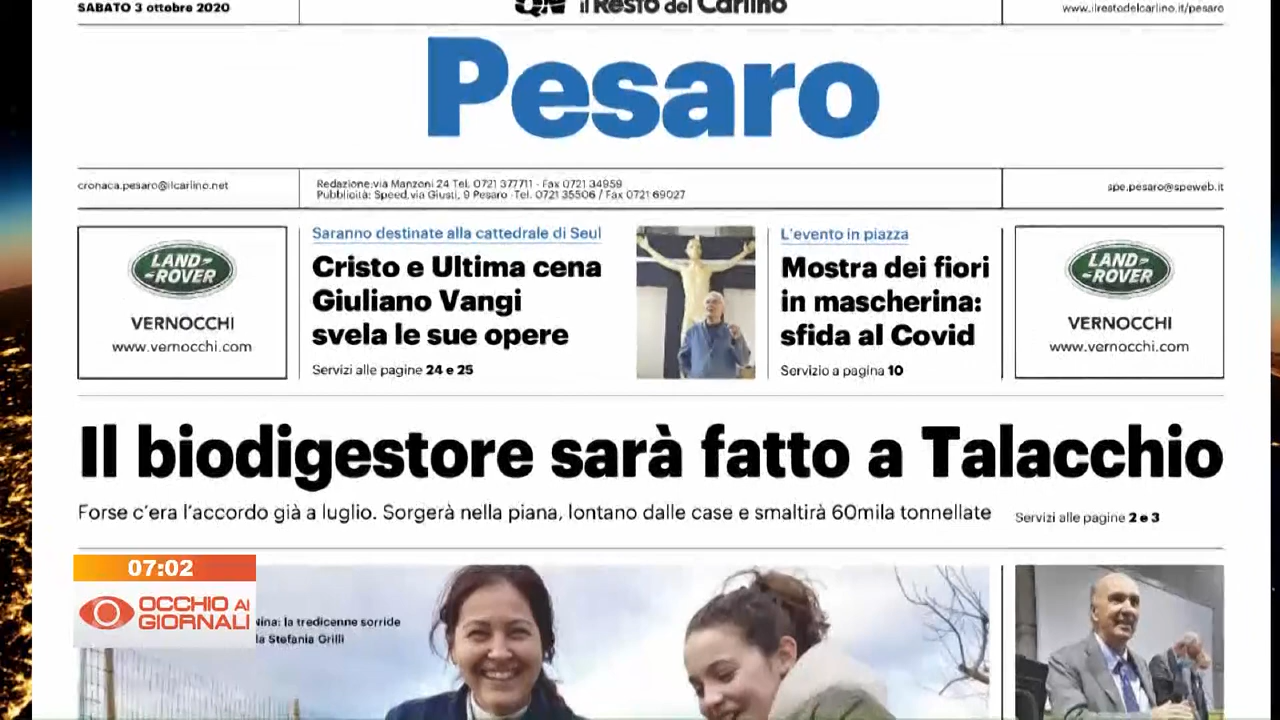 SABATO 3 ottobre 2020
QN il Resto del Carlino
www.ilrestodelcarlino.it/pesaro
Pesaro
cronaca.pesaro@ilcarlino.net
Redazione:via Manzoni 24 Tel. 0721 377711 - Fax 0721 34959
Pubblicità: Speed,via Giusti, 9 Pesaro -Tel. 0721 35506 / Fax 0721 69027
spe.pesaro@speweb.it
LAND-
-ROVER
VERNOCCHI
www.vernocchi.com
Saranno destinate alla cattedrale di Seul
Cristo e Ultima cena
Giuliano Vangi
svela le sue opere
Servizi alle pagine 24 e 25
L'evento in piazza
Mostra dei fiori
in mascherina:
sfida al Covid
Servizio a pagina 10
LAND-
-ROVER
VERNOCCHI
www.vernocchi.com
Il biodigestore sarà fatto a Talacchio
Forse c'era l'accordo già a luglio. Sorgerà nella piana, lontano dalle case e smaltirà 60mila tonnellate
Servizi alle pagine 2 e 3
07:02
OCCHIO AI
GIORNALI
Nina: la tredicenne sorride
Stefania Grilli